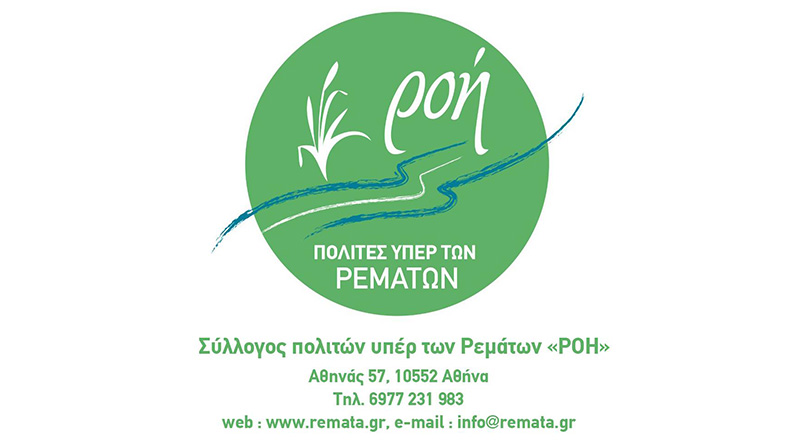 ροή
ΠΟΛΙΤΕΣ ΥΠΕΡ ΤΩΝ
ΡΕΜΑΤΩΝ
Σύλλογος πολιτών υπέρ των Ρεμάτων «ΡΟΗ»
Αθηνάς 57, 10552 Αθήνα
Τηλ. 6977 231 983
web : www.remata.gr, e-mail : info@remata.gr